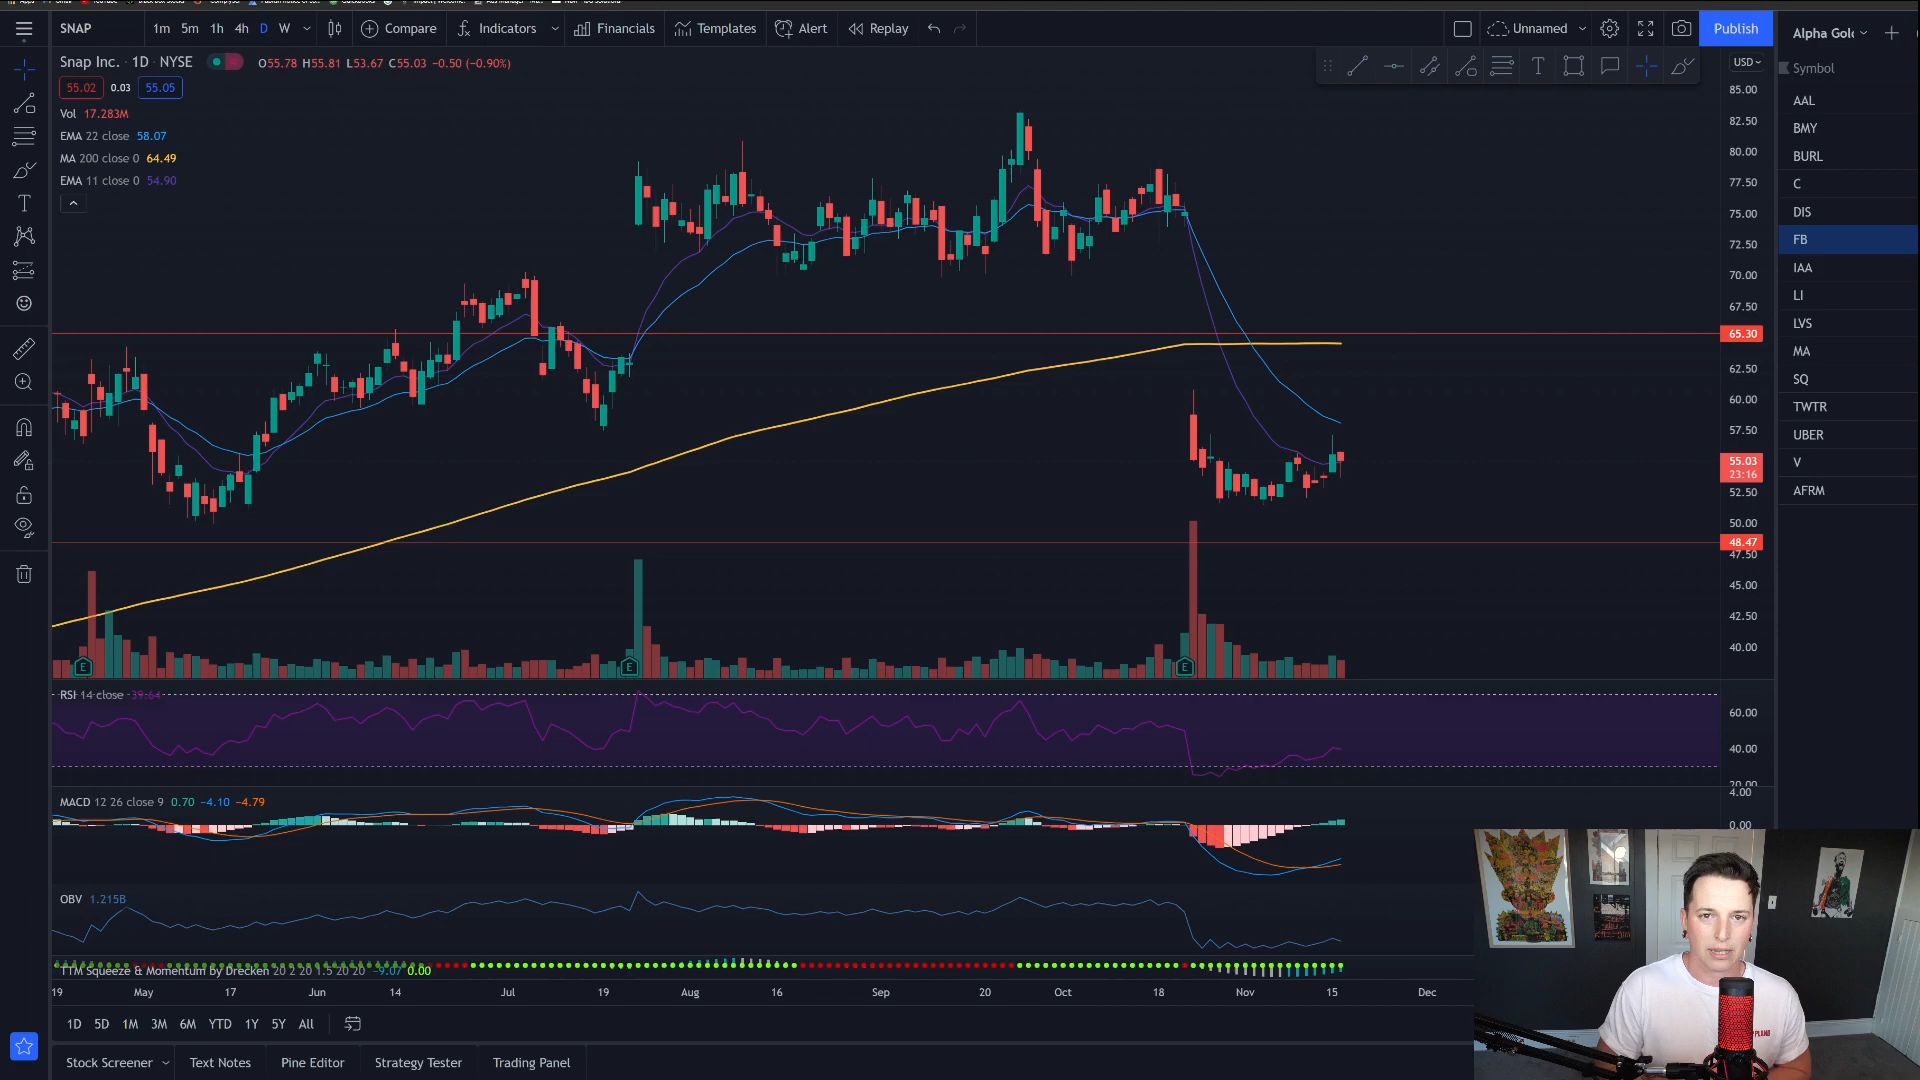 SNAP 1m 5m 1h 4h D W Compare Indicators Financials Templates Alert Replay Unnamed Publish
Alpha Gold
Snap Inc. · 1D · NYSE O55.78 H55.81 L53.67 C55.03 −0.50 (−0.90%)
USD
Symbol
55.02 0.03 55.05
Vol 17.283M
EMA 22 close 58.07
MA 200 close 0 64.49
EMA 11 close 0 54.90
85.00
82.50
80.00
77.50
75.00
72.50
70.00
67.50
65.30
62.50
60.00
57.50
55.03
23:16
52.50
50.00
48.47
47.50
45.00
42.50
40.00
AAL
BMY
BURL
C
DIS
FB
IAA
LI
LVS
MA
SQ
TWTR
UBER
V
AFRM
E E E
RSI 14 close 39.64
60.00
40.00
20.00
MACD 12 26 close 9 0.70 −4.10 −4.79
4.00
0.00
OBV 1.215B
TTM Squeeze & Momentum by Drecken 20 2 20 1.5 20 20 −9.07 0.00
19 May 17 Jun 14 Jul 19 Aug 16 Sep 20 Oct 18 Nov 15 Dec
1D 5D 1M 3M 6M YTD 1Y 5Y All
Stock Screener Text Notes Pine Editor Strategy Tester Trading Panel